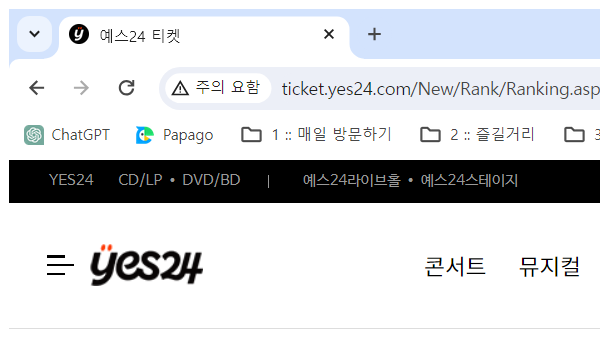 예스24 티켓
주의 요함 ticket.yes24.com/New/Rank/Ranking.asp
ChatGPT Papago 1 :: 매일 방문하기 2 :: 즐길거리 3
YES24 CD/LP • DVD/BD | 예스24라이브홀 • 예스24스테이지
yes24 콘서트 뮤지컬